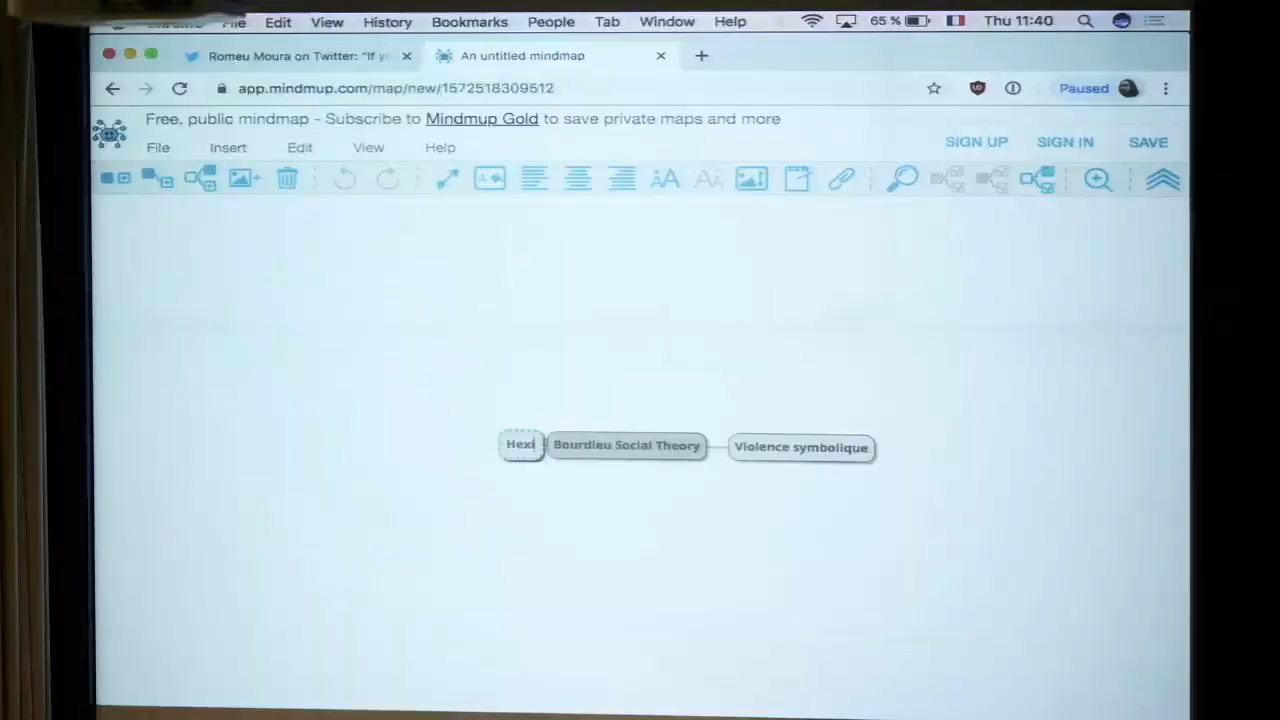 File Edit View History Bookmarks People Tab Window Help 65 % Thu 11:40
Romeu Moura on Twitter: "If y An untitled mindmap
app.mindmup.com/map/new/1572518309512 Paused
Free, public mindmap - Subscribe to Mindmup Gold to save private maps and more
File Insert Edit View Help SIGN UP SIGN IN SAVE
Hexi Bourdieu Social Theory Violence symbolique